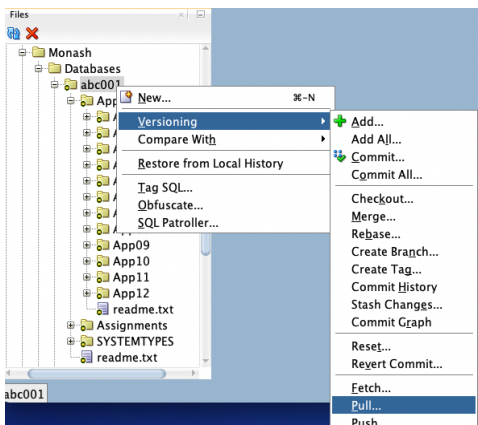 Files
Monash
Databases
abc001
App
New... ⌘-N
Versioning
Compare With
Restore from Local History
Tag SQL...
Obfuscate...
SQL Patroller...
App09
App10
App11
App12
readme.txt
Assignments
SYSTEMTYPES
readme.txt
abc001
Add...
Add All...
Commit...
Commit All...
Checkout...
Merge...
Rebase...
Create Branch...
Create Tag...
Commit History
Stash Changes...
Commit Graph
Reset...
Revert Commit...
Fetch...
Pull...
Push